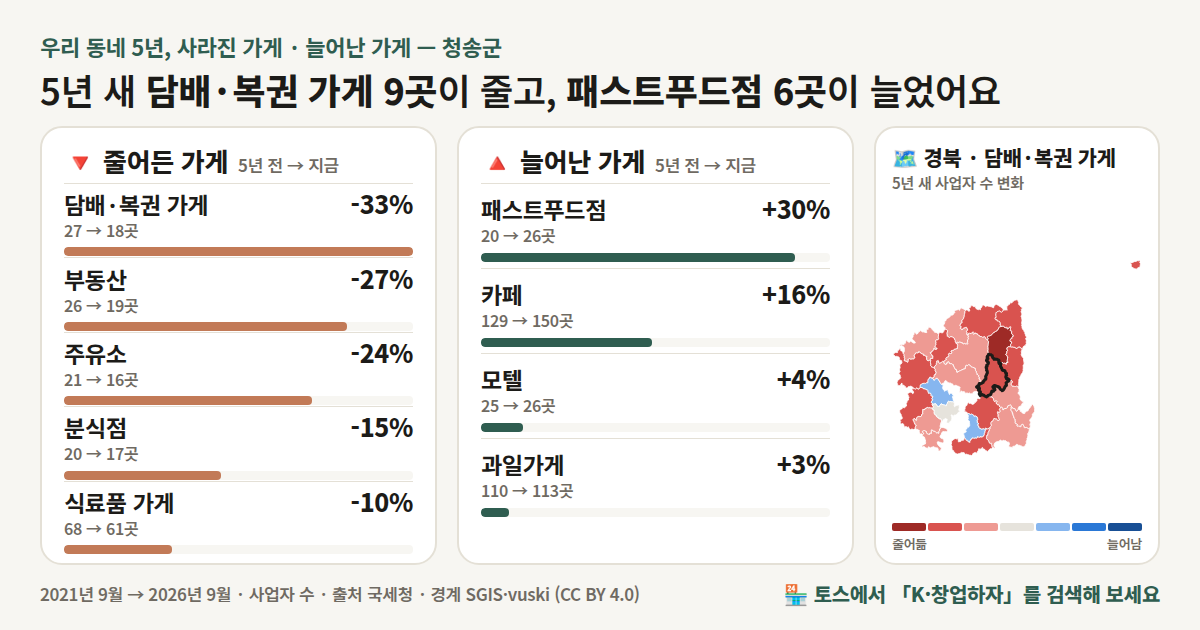 우리 동네 5년, 사라진 가게 · 늘어난 가게 — 청송군
5년 새 담배·복권 가게 9곳이 줄고, 패스트푸드점 6곳이 늘었어요
줄어든 가게 5년 전 → 지금
담배·복권 가게 -33%
27 → 18곳
부동산 -27%
26 → 19곳
주유소 -24%
21 → 16곳
분식점 -15%
20 → 17곳
식료품 가게 -10%
68 → 61곳
늘어난 가게 5년 전 → 지금
패스트푸드점 +30%
20 → 26곳
카페 +16%
129 → 150곳
모텔 +4%
25 → 26곳
과일가게 +3%
110 → 113곳
경북 · 담배·복권 가게
5년 새 사업자 수 변화
줄어듦 늘어남
2021년 9월 → 2026년 9월 · 사업자 수 · 출처 국세청 · 경계 SGIS·vuski (CC BY 4.0)
토스에서 「K·창업하자」를 검색해 보세요